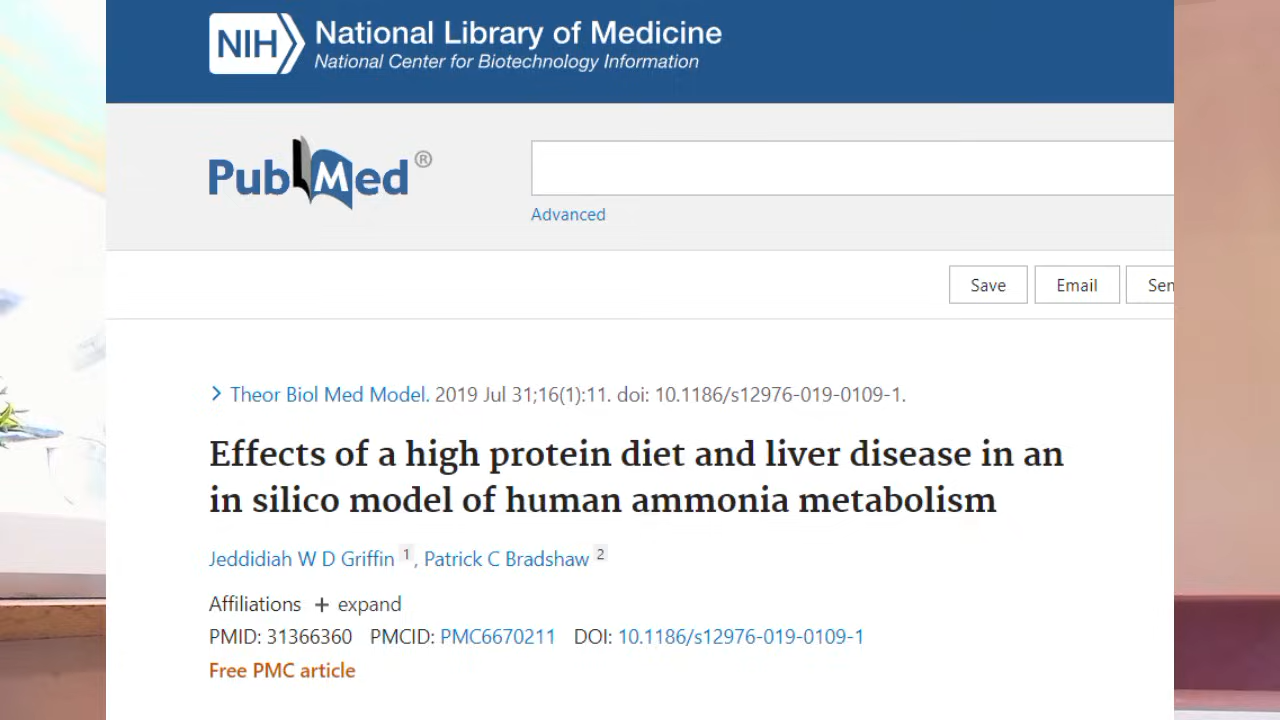 NIH National Library of Medicine
National Center for Biotechnology Information
PubMed®
Advanced
Save Email Sen
Theor Biol Med Model. 2019 Jul 31;16(1):11. doi: 10.1186/s12976-019-0109-1.
Effects of a high protein diet and liver disease in an
in silico model of human ammonia metabolism
Jeddidiah W D Griffin 1, Patrick C Bradshaw 2
Affiliations + expand
PMID: 31366360 PMCID: PMC6670211 DOI: 10.1186/s12976-019-0109-1
Free PMC article